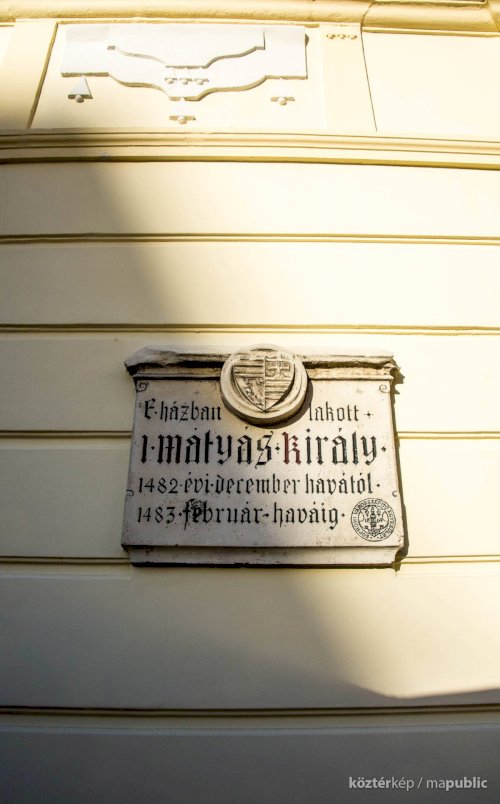 E·házban lakott·
I·mátyás·király·
1482·évi·december havától·
1483·február·haváig·
köztérkép / mapublic